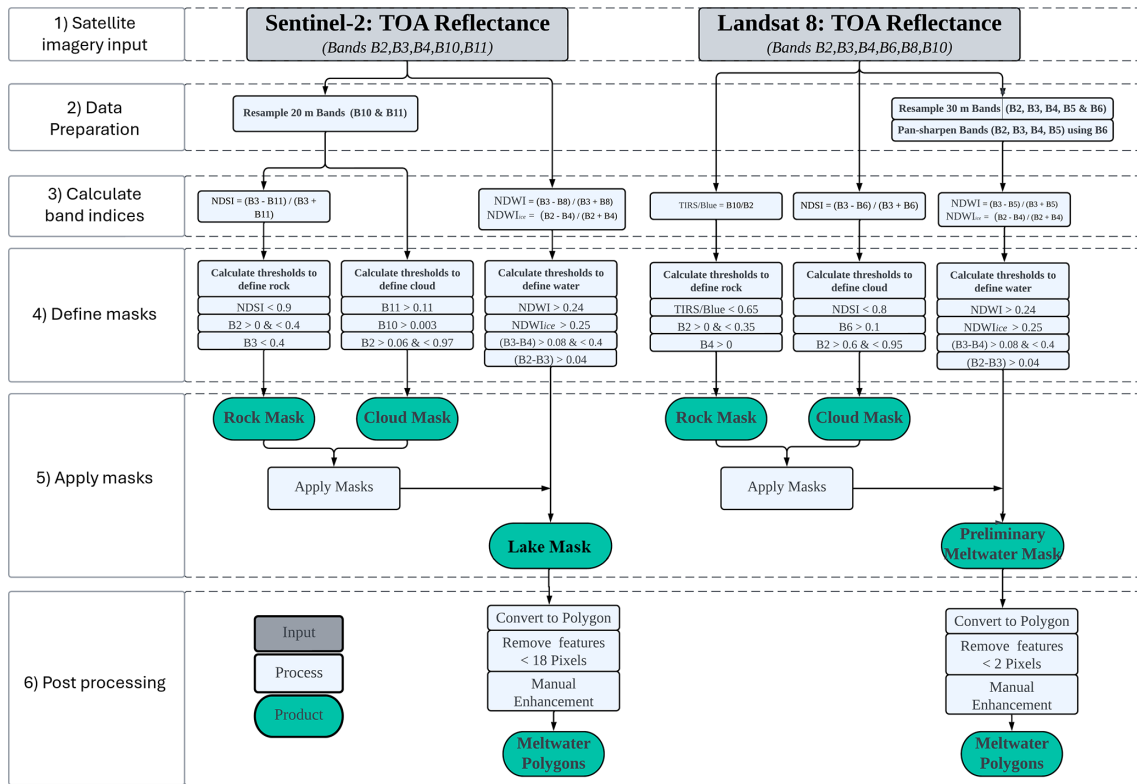 1) Satellite
imagery input
Sentinel-2: TOA Reflectance
(Bands B2,B3,B4,B10,B11)
Landsat 8: TOA Reflectance
(Bands B2,B3,B4,B6,B8,B10)
2) Data
Preparation
Resample 20 m Bands (B10 & B11)
Resample 30 m Bands (B2, B3, B4, B5 & B6)
Pan-sharpen Bands (B2, B3, B4, B5) using B6
3) Calculate
band indices
NDSI = (B3 - B11) / (B3 +
B11)
NDWI = (B3 - B8) / (B3 + B8)
NDWIice = (B2 - B4) / (B2 + B4)
TIRS/Blue = B10/B2
NDSI = (B3 - B6) / (B3 + B6)
NDWI = (B3 - B5) / (B3 + B5)
NDWIice = (B2 - B4) / (B2 + B4)
4) Define masks
Calculate thresholds to
define rock
NDSI < 0.9
B2 > 0 & < 0.4
B3 < 0.4
Calculate thresholds to
define cloud
B11 > 0.11
B10 > 0.003
B2 > 0.06 & < 0.97
Calculate thresholds to
define water
NDWI > 0.24
NDWIice > 0.25
(B3-B4) > 0.08 & < 0.4
(B2-B3) > 0.04
Calculate thresholds to
define rock
TIRS/Blue < 0.65
B2 > 0 & < 0.35
B4 > 0
Calculate thresholds to
define cloud
NDSI < 0.8
B6 > 0.1
B2 > 0.6 & < 0.95
Calculate thresholds to
define water
NDWI > 0.24
NDWIice > 0.25
(B3-B4) > 0.08 & < 0.4
(B2-B3) > 0.04
5) Apply masks
Rock Mask
Cloud Mask
Apply Masks
Lake Mask
Rock Mask
Cloud Mask
Apply Masks
Preliminary
Meltwater Mask
6) Post processing
Input
Process
Product
Convert to Polygon
Remove features
< 18 Pixels
Manual
Enhancement
Meltwater
Polygons
Convert to Polygon
Remove features
< 2 Pixels
Manual
Enhancement
Meltwater
Polygons